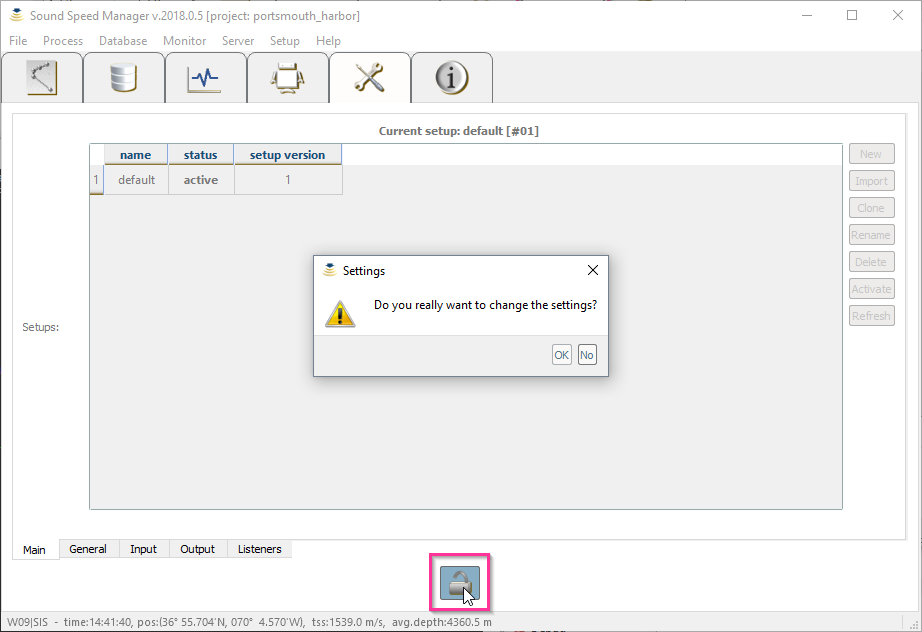 Sound Speed Manager v.2018.0.5 [project: portsmouth_harbor]
File Process Database Monitor Server Setup Help
Current setup: default [#01]
name status setup version
1 default active 1
New
Import
Clone
Rename
Delete
Activate
Refresh
Settings
Do you really want to change the settings?
OK No
Setups:
Main General Input Output Listeners
W09|SIS - time:14:41:40, pos:(36° 55.704'N, 070° 4.570'W), tss:1539.0 m/s, avg.depth:4360.5 m